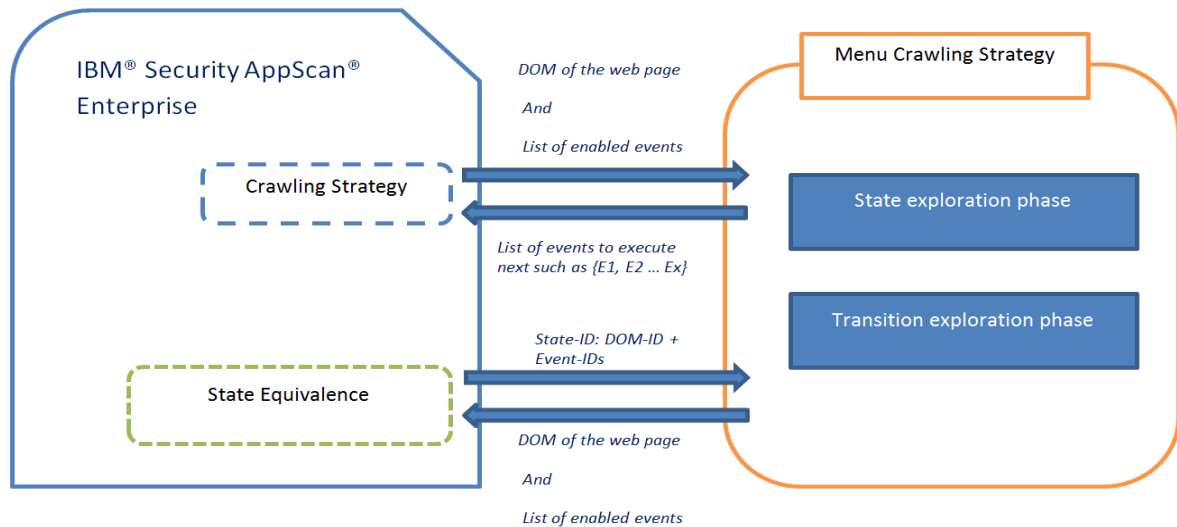 IBM® Security AppScan®
Enterprise
Menu Crawling Strategy
DOM of the web page
And
List of enabled events
Crawling Strategy
State exploration phase
List of events to execute
next such as {E1, E2 ... Ex}
Transition exploration phase
State-ID: DOM-ID +
Event-IDs
State Equivalence
DOM of the web page
And
List of enabled events